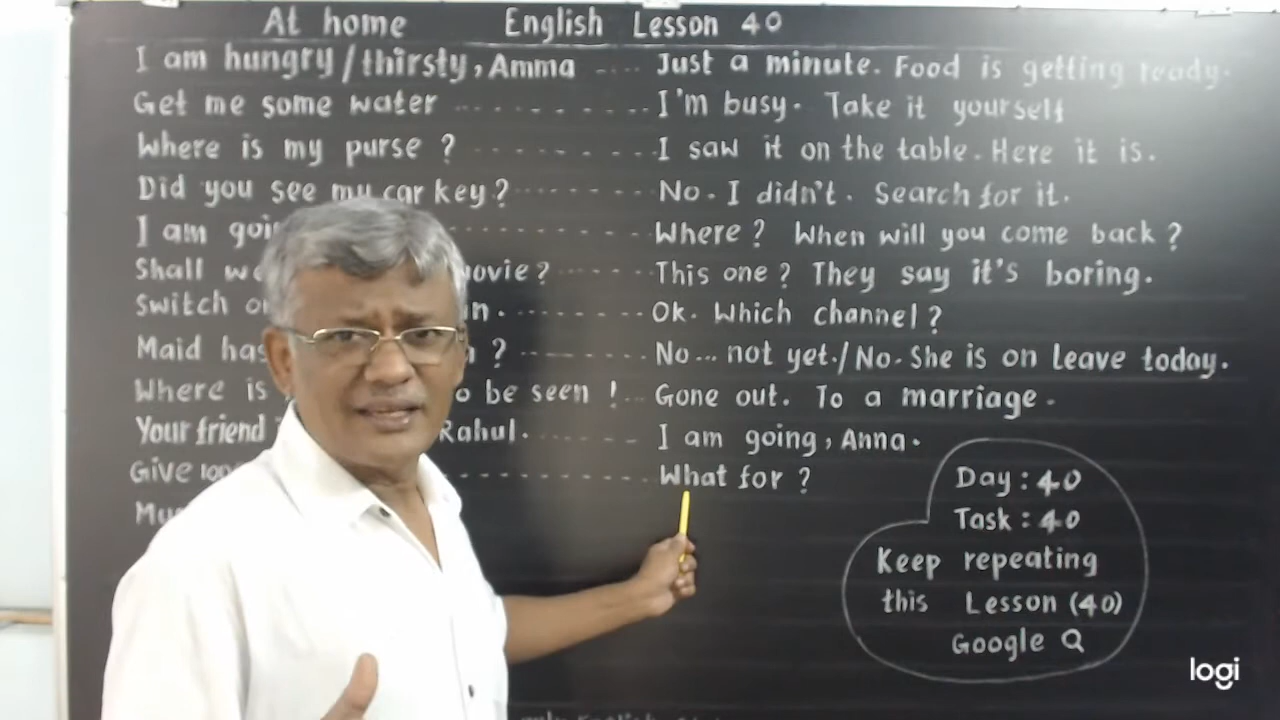 At home English Lesson 40
I am hungry/thirsty, Amma .... Just a minute. Food is getting ready.
Get me some water .......... I'm busy. Take it yourself
Where is my purse ? ......... I saw it on the table. Here it is.
Did you see my car key? ........ No. I didn't. Search for it.
I am ......... Where? When will you come back?
Shall movie? ...... This one? They say it's boring.
Switch ........ Ok. Which channel?
Maid has ? ........ No... not yet./No. She is on Leave today.
Where is be seen ! .. Gone out. To a marriage.
Your friend Rahul. ....... I am going, Anna.
Give ......... What for ?
Day : 40
Task : 40
Keep repeating
this Lesson (40)
Google Q
logi